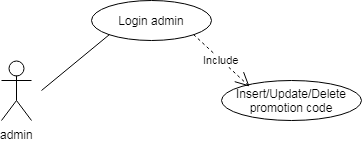 Login admin
Include
Insert/Update/Delete
promotion code
admin